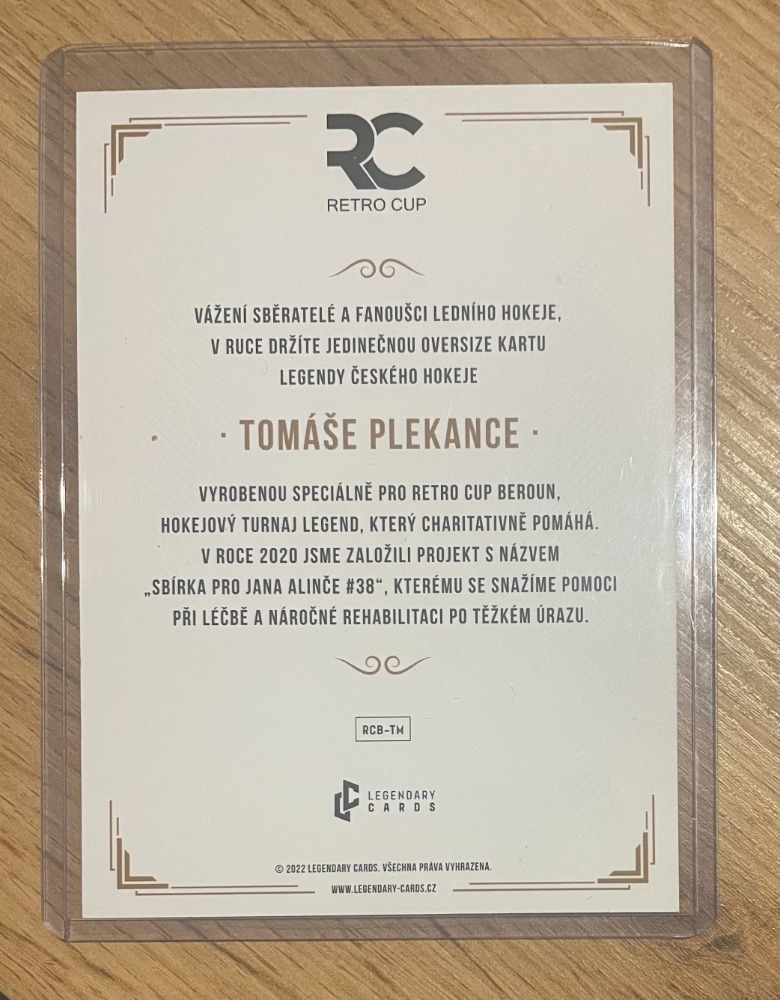 RC
RETRO CUP
VÁŽENÍ SBĚRATELÉ A FANOUŠCI LEDNÍHO HOKEJE,
V RUCE DRŽÍTE JEDINEČNOU OVERSIZE KARTU
LEGENDY ČESKÉHO HOKEJE
· TOMÁŠE PLEKANCE ·
VYROBENOU SPECIÁLNĚ PRO RETRO CUP BEROUN,
HOKEJOVÝ TURNAJ LEGEND, KTERÝ CHARITATIVNĚ POMÁHÁ.
V ROCE 2020 JSME ZALOŽILI PROJEKT S NÁZVEM
„SBÍRKA PRO JANA ALINČE #38“, KTERÉMU SE SNAŽÍME POMOCI
PŘI LÉČBĚ A NÁROČNÉ REHABILITACI PO TĚŽKÉM ÚRAZU.
RCB-TM
LEGENDARY
CARDS
© 2022 LEGENDARY CARDS. VŠECHNA PRÁVA VYHRAZENA.
WWW.LEGENDARY-CARDS.CZ